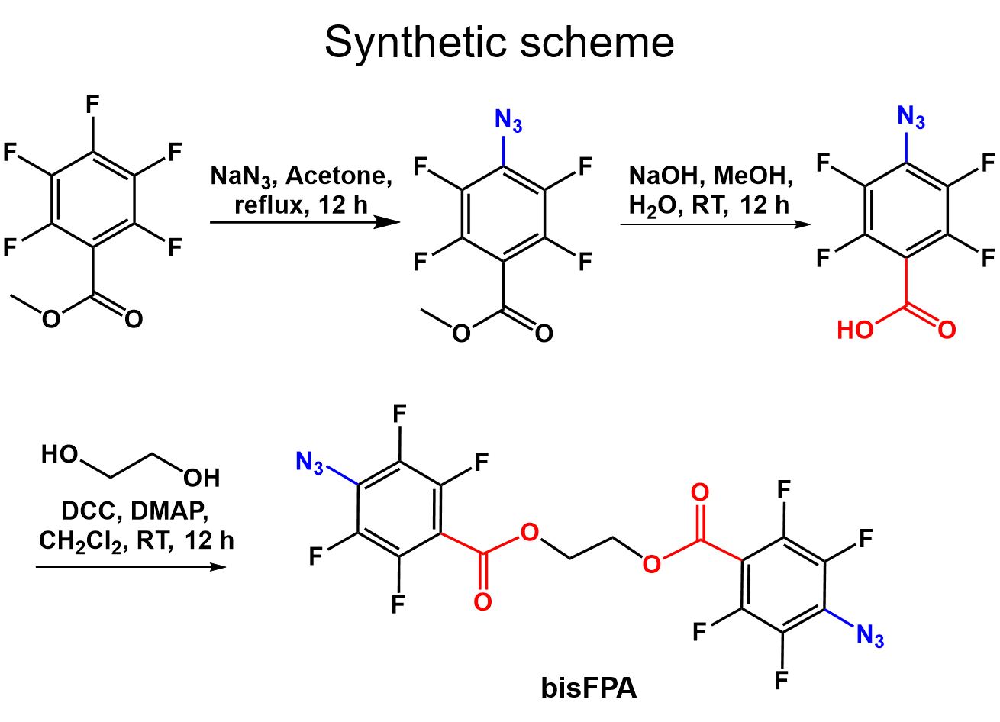 Synthetic scheme
F
F
F
F
F
O
O
NaN3, Acetone,
reflux, 12 h
N3
F
F
F
F
O
O
NaOH, MeOH,
H2O, RT, 12 h
N3
F
F
F
F
HO
O
HO
OH
DCC, DMAP,
CH2Cl2, RT, 12 h
F
N3
F
F
F
O
O
O
O
F
F
F
F
N3
bisFPA